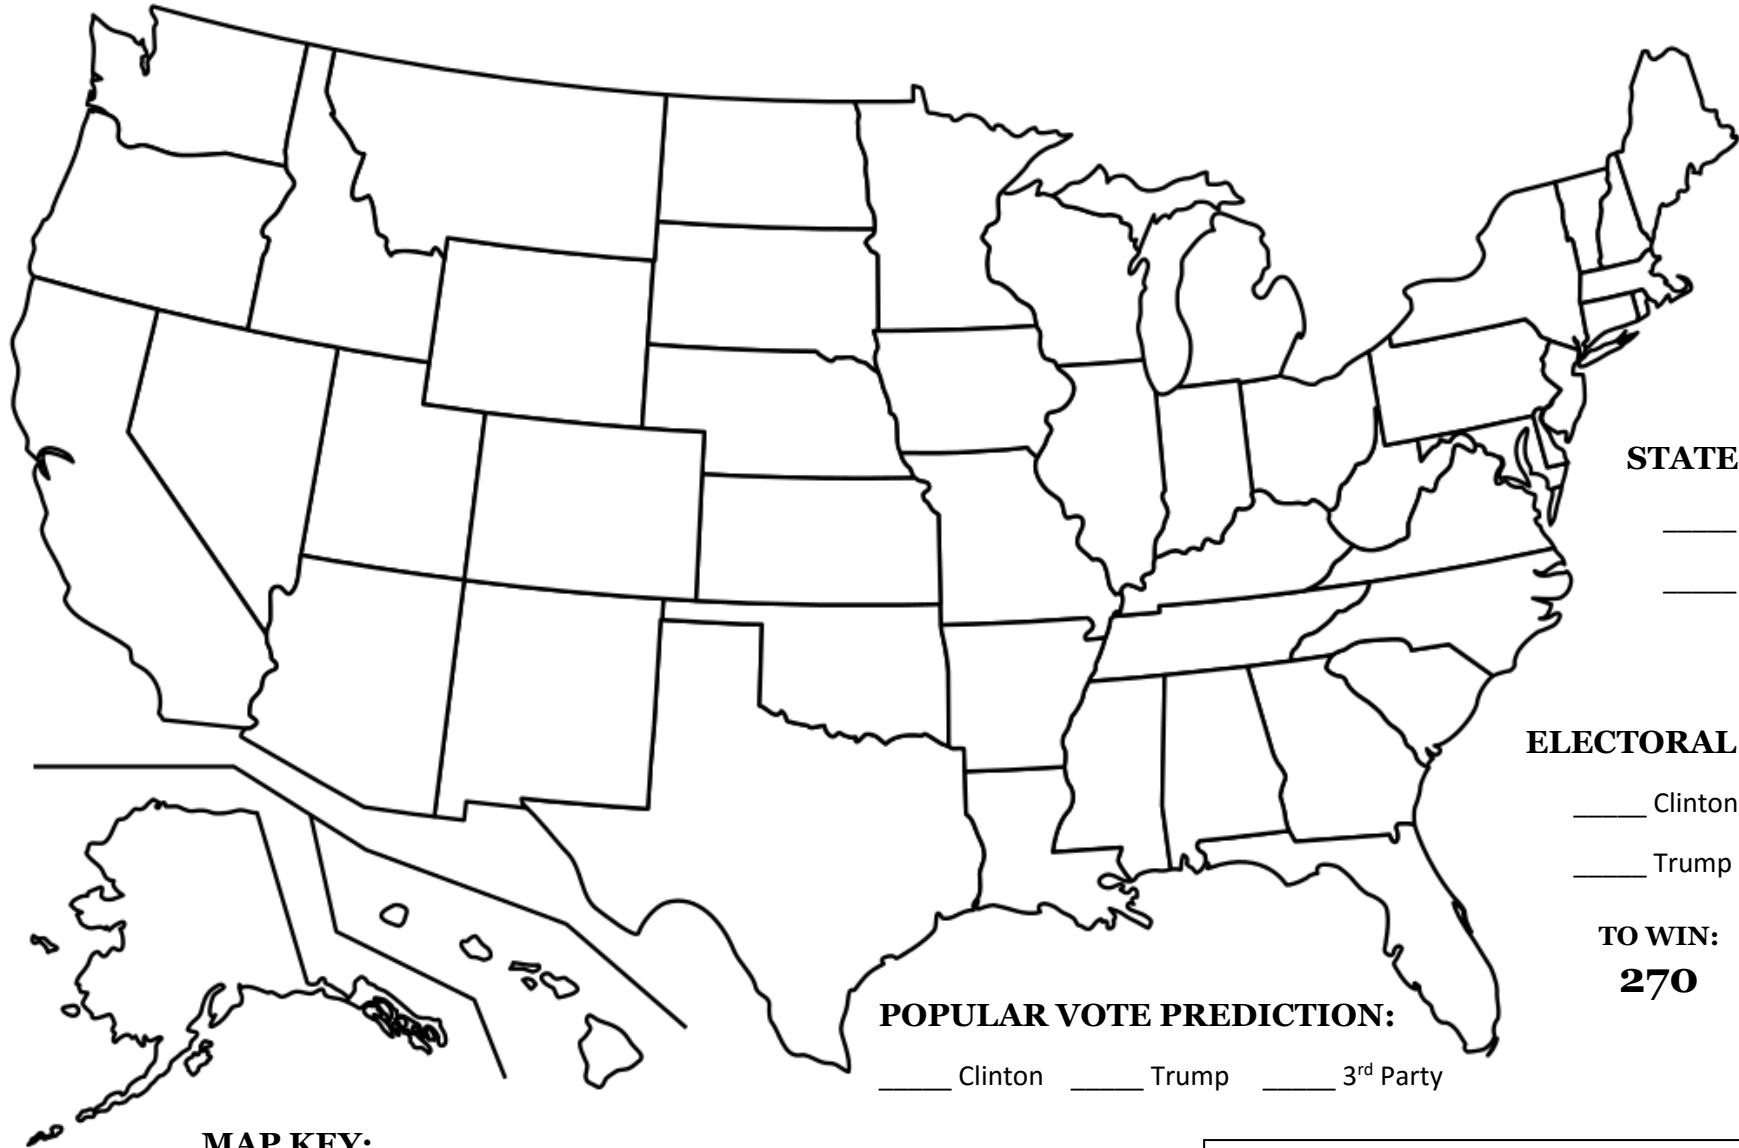 STATE
_____
_____
ELECTORAL
_____ Clinton
_____ Trump
TO WIN:
270
POPULAR VOTE PREDICTION:
_____ Clinton _____ Trump _____ 3rd Party
MAP KEY: